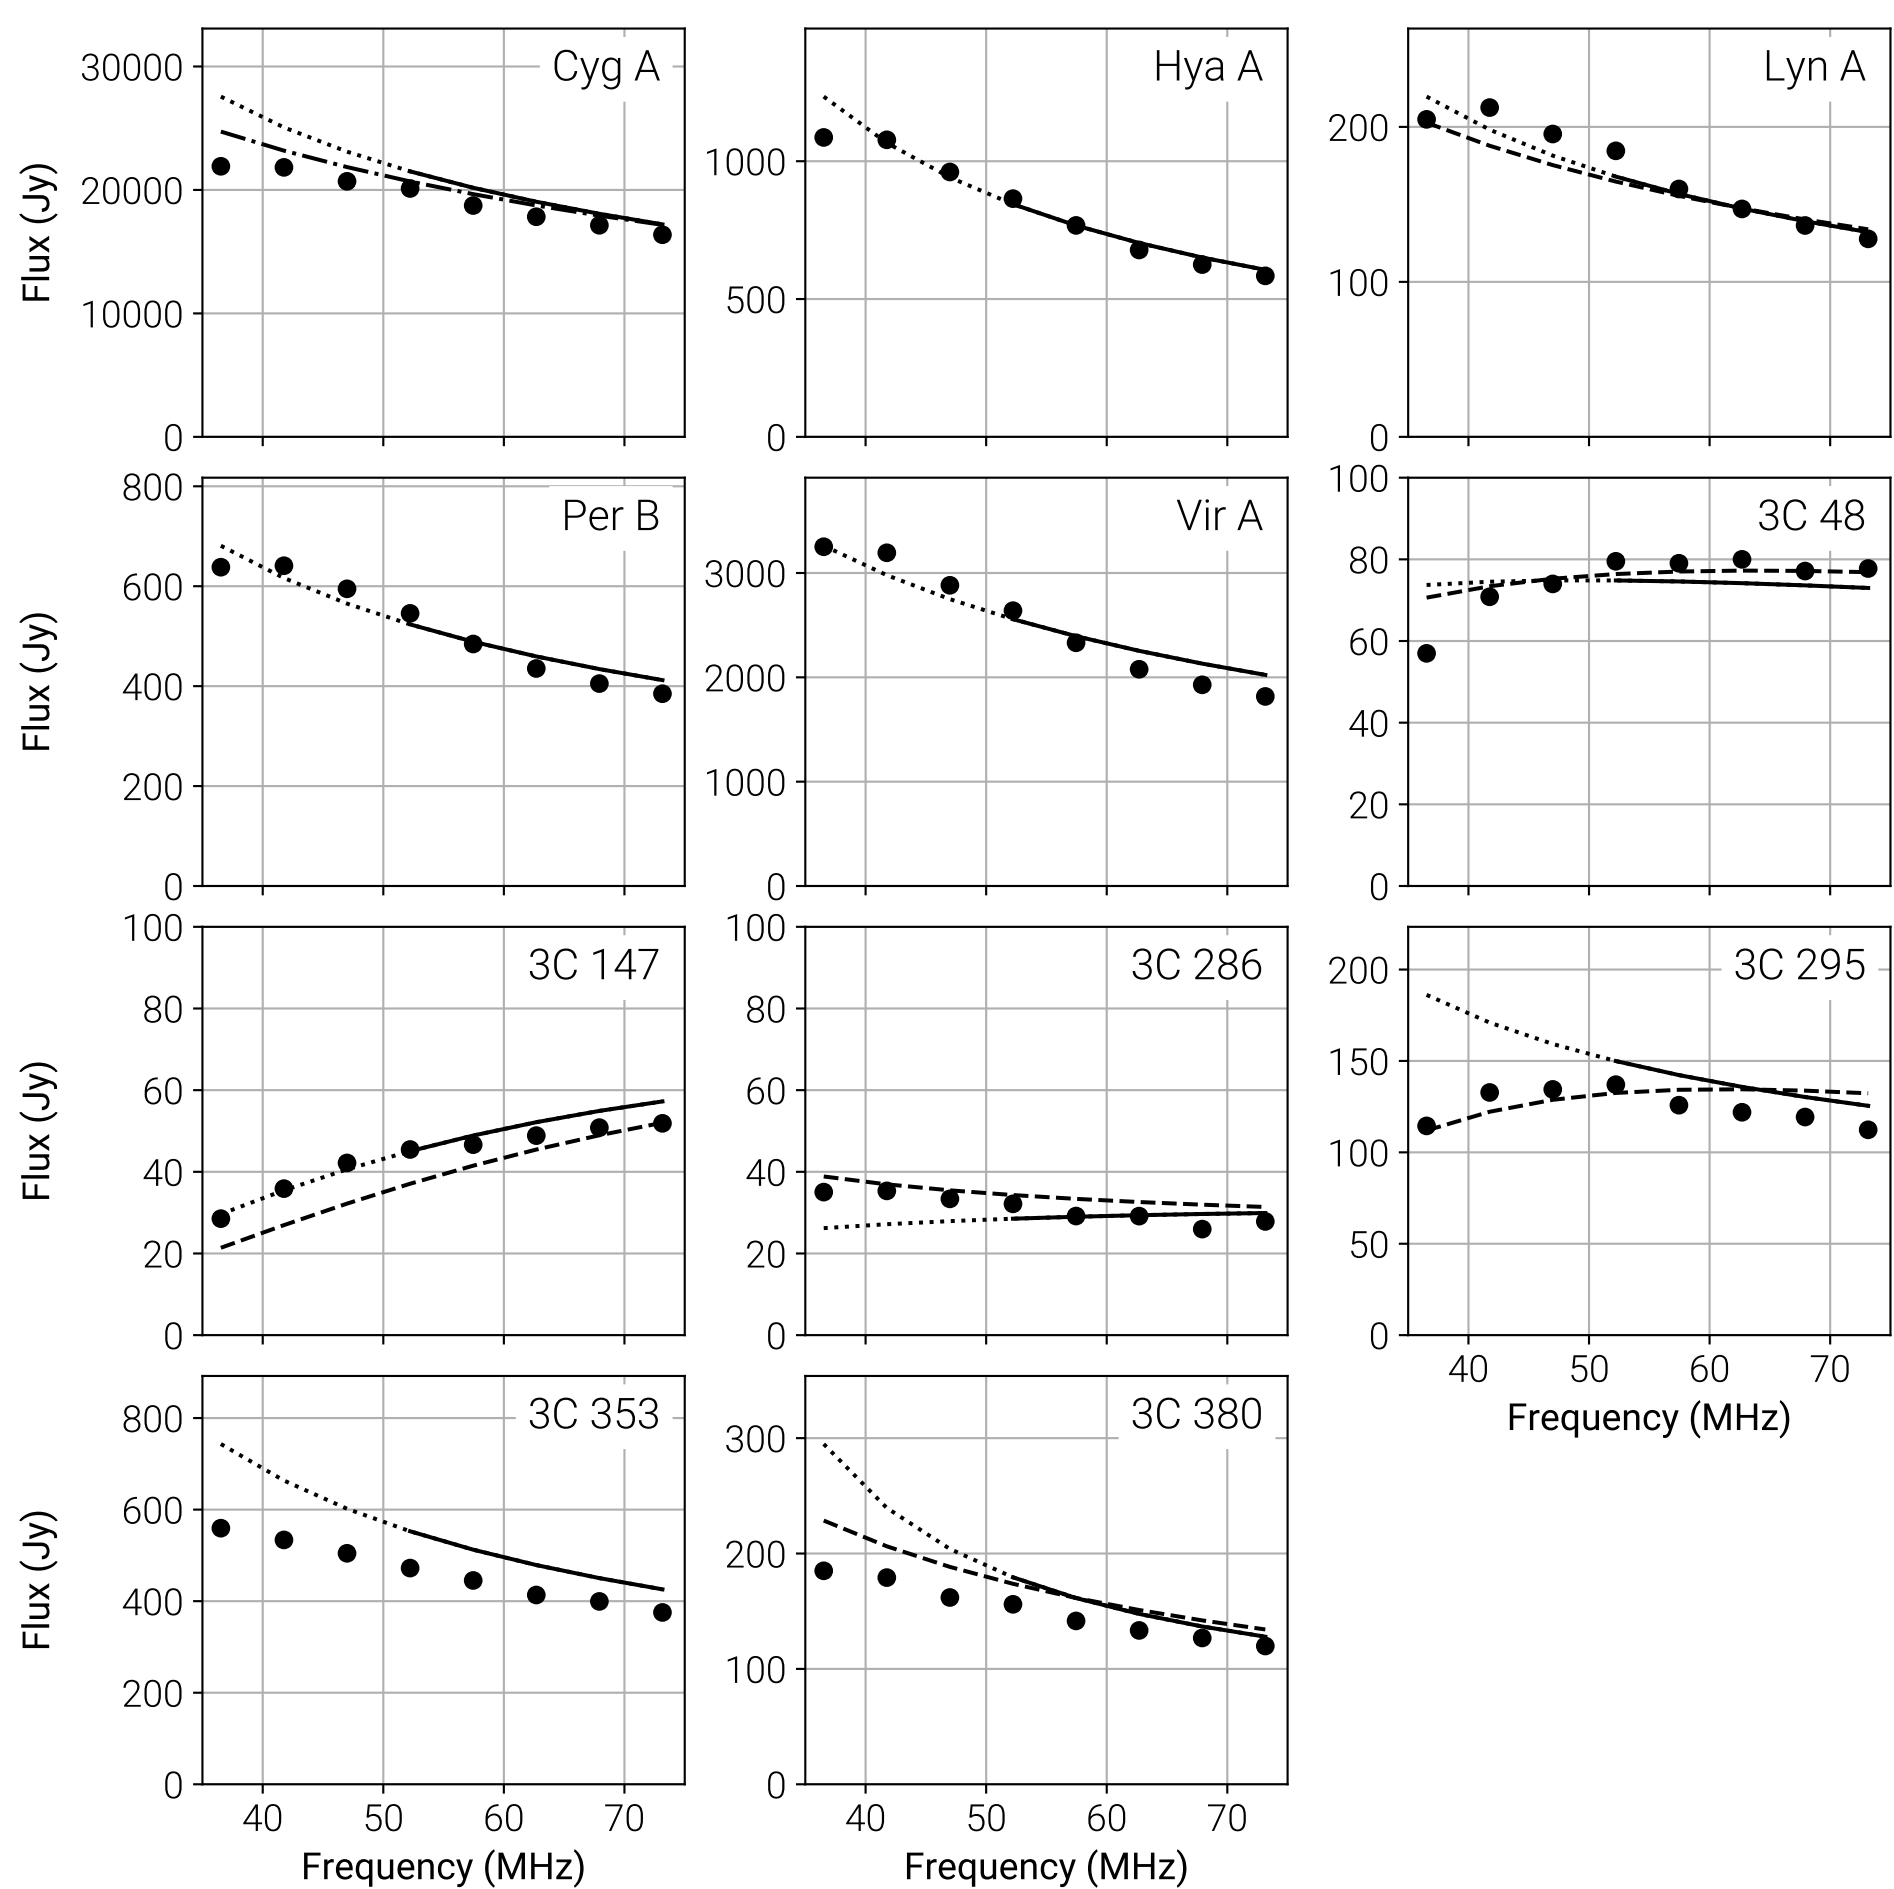 Cyg A
30000
20000
10000
0
Flux (Jy)
Hya A
1000
500
0
Lyn A
200
100
0
Per B
800
600
400
200
0
Flux (Jy)
Vir A
3000
2000
1000
0
3C 48
100
80
60
40
20
0
3C 147
100
80
60
40
20
0
Flux (Jy)
3C 286
100
80
60
40
20
0
3C 295
200
150
100
50
0
40 50 60 70
Frequency (MHz)
3C 353
800
600
400
200
0
Flux (Jy)
40 50 60 70
Frequency (MHz)
3C 380
300
200
100
0
40 50 60 70
Frequency (MHz)